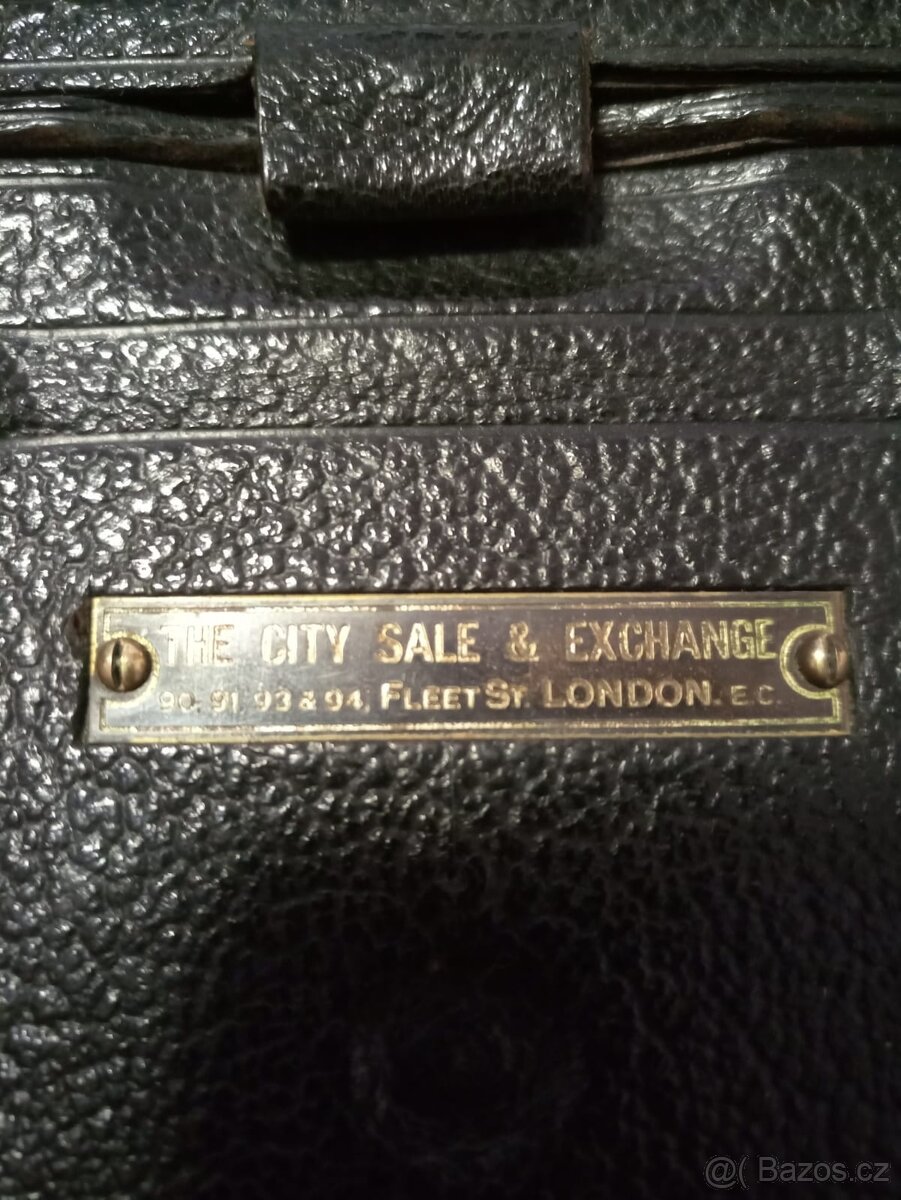 THE CITY SALE & EXCHANGE
90, 91, 93 & 94, FLEET ST. LONDON. E.C.
@( Bazos.cz